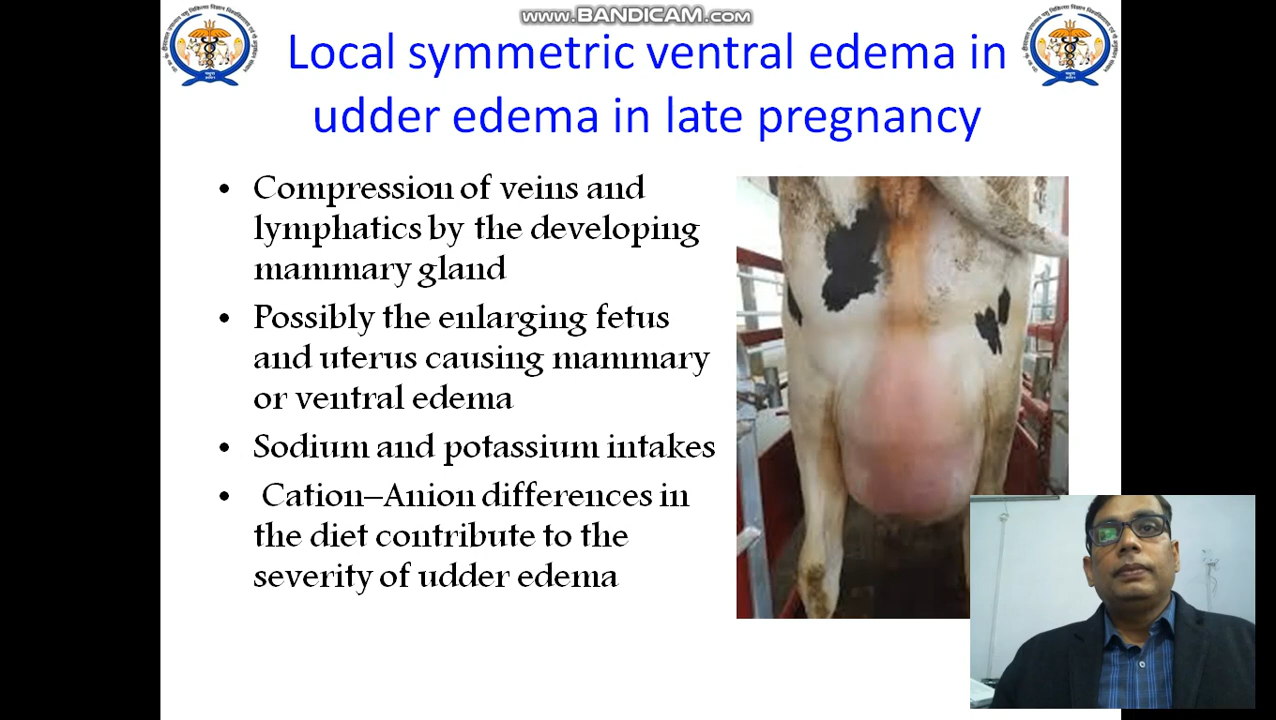 www.BANDICAM.com
Local symmetric ventral edema in
udder edema in late pregnancy
• Compression of veins and
lymphatics by the developing
mammary gland
• Possibly the enlarging fetus
and uterus causing mammary
or ventral edema
• Sodium and potassium intakes
• Cation–Anion differences in
the diet contribute to the
severity of udder edema